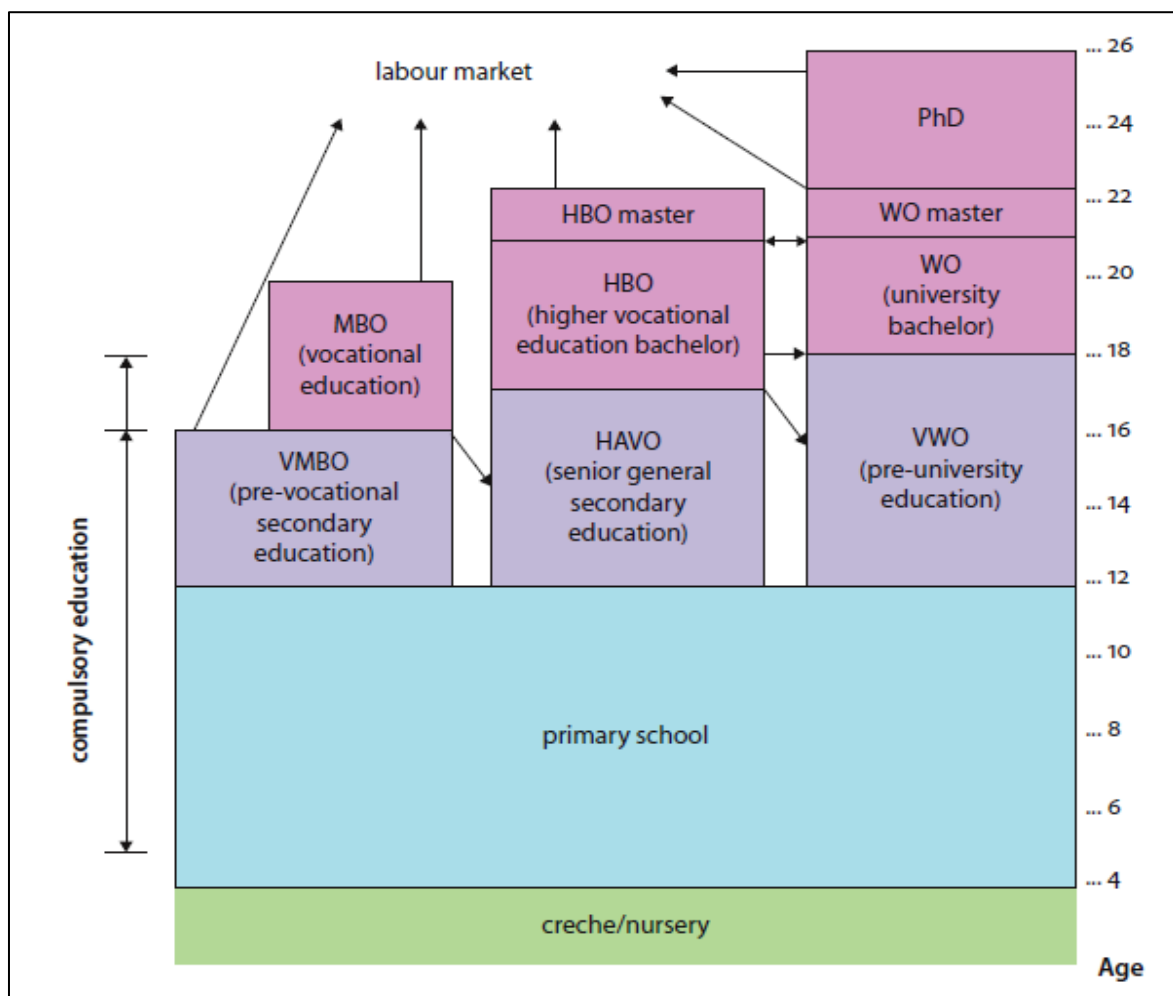 labour market
PhD
HBO master
WO master
HBO
(higher vocational
education bachelor)
WO
(university
bachelor)
MBO
(vocational
education)
VMBO
(pre-vocational
secondary
education)
HAVO
(senior general
secondary
education)
VWO
(pre-university
education)
primary school
creche/nursery
compulsory education
... 26
... 24
... 22
... 20
... 18
... 16
... 14
... 12
... 10
... 8
... 6
... 4
Age